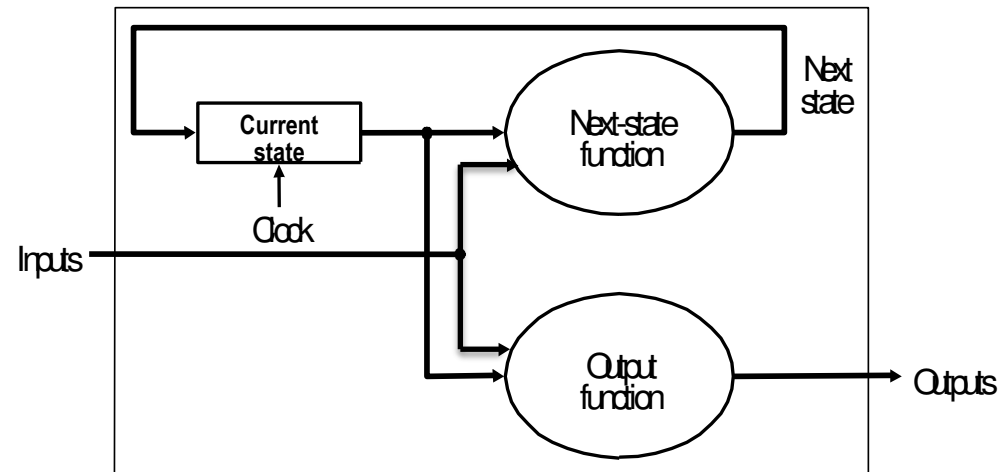 Next
state
Current
state
Next-state
function
Clock
Inputs
Output
function
Outputs